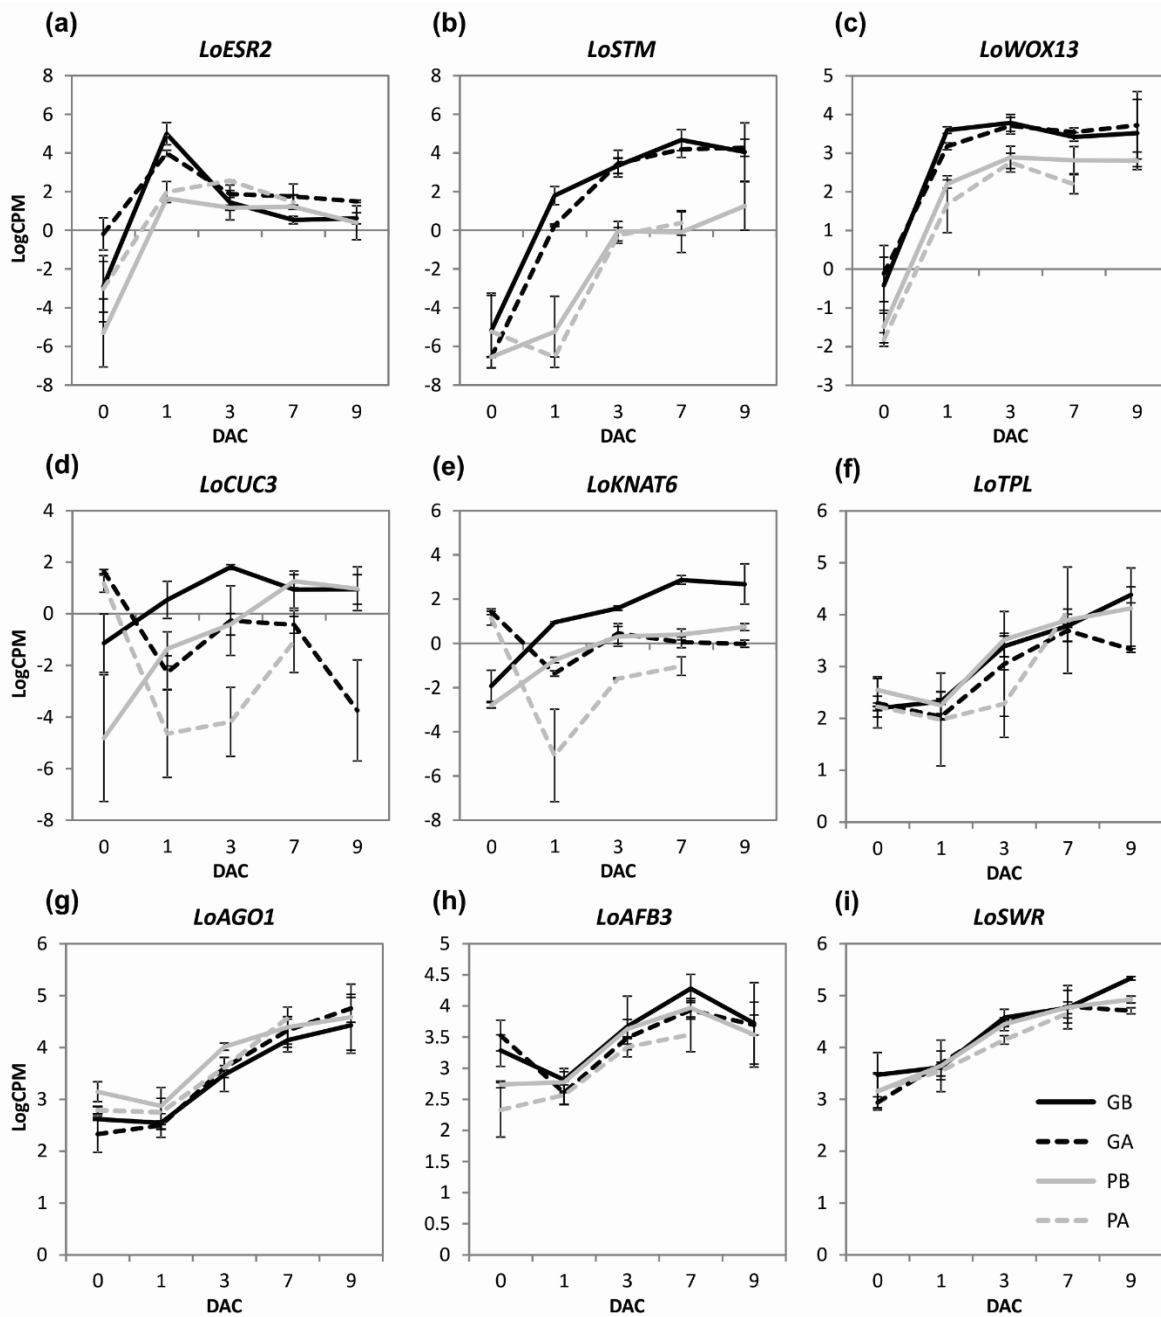 (a) LoESR2
(b) LoSTM
(c) LoWOX13
LogCPM
8
6
4
2
0
-2
-4
-6
-8
0 1 3 7 9
DAC
8
6
4
2
0
-2
-4
-6
-8
0 1 3 7 9
DAC
5
4
3
2
1
0
-1
-2
-3
0 1 3 7 9
DAC
(d) LoCUC3
(e) LoKNAT6
(f) LoTPL
4
2
0
-2
-4
-6
-8
0 1 3 7 9
DAC
6
4
2
0
-2
-4
-6
-8
0 1 3 7 9
DAC
6
5
4
3
2
1
0
0 1 3 7 9
DAC
(g) LoAGO1
(h) LoAFB3
(i) LoSWR
LogCPM
6
5
4
3
2
1
0
0 1 3 7 9
DAC
5
4.5
4
3.5
3
2.5
2
1.5
1
0.5
0
0 1 3 7 9
DAC
6
5
4
3
2
1
0
0 1 3 7 9
DAC
GB
GA
PB
PA